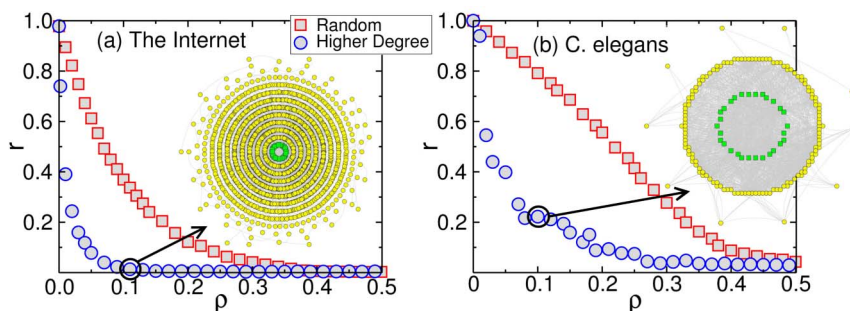 (a) The Internet
Random
Higher Degree
(b) C. elegans
1.0
0.8
0.6
0.4
0.2
r
0.0 0.1 0.2 0.3 0.4 0.5
ρ
1.0
0.8
0.6
0.4
0.2
r
0 0.1 0.2 0.3 0.4 0.5
ρ